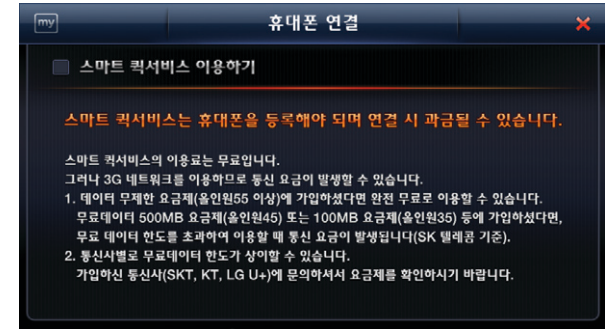 my
휴대폰 연결
스마트 퀵서비스 이용하기
스마트 퀵서비스는 휴대폰을 등록해야 되며 연결 시 과금될 수 있습니다.
스마트 퀵서비스의 이용료는 무료입니다.
그러나 3G 네트워크를 이용하므로 통신 요금이 발생할 수 있습니다.
1. 데이터 무제한 요금제(올인원55 이상)에 가입하셨다면 완전 무료로 이용할 수 있습니다.
무료데이터 500MB 요금제(올인원45) 또는 100MB 요금제(올인원35) 등에 가입하셨다면,
무료 데이터 한도를 초과하여 이용할 때 통신 요금이 발생됩니다(SK 텔레콤 기준).
2. 통신사별로 무료데이터 한도가 상이할 수 있습니다.
가입하신 통신사(SKT, KT, LG U+)에 문의하셔서 요금제를 확인하시기 바랍니다.